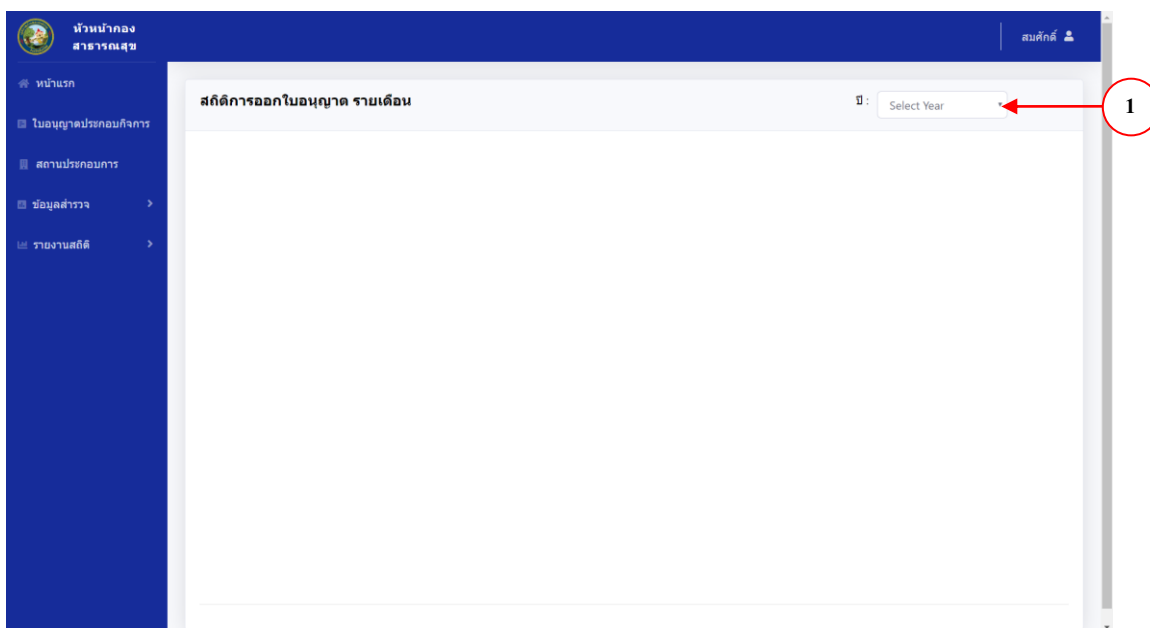 หัวหน้ากอง
สาธารณสุข
สมศักดิ์
หน้าแรก
ใบอนุญาตประกอบกิจการ
สถานประกอบการ
ข้อมูลสำรวจ
รายงานสถิติ
สถิติการออกใบอนุญาต รายเดือน
ปี : Select Year
1